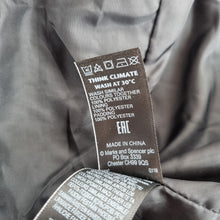 THINK CLIMATE
WASH AT 30°C
WASH SIMILAR
COLOURS TOGETHER
100% POLYESTER
LINING
100% POLYESTER
PADDING
100% POLYESTER
EAC
MADE IN CHINA
© Marks and Spencer plc
PO Box 3339
Chester CH99 9QS